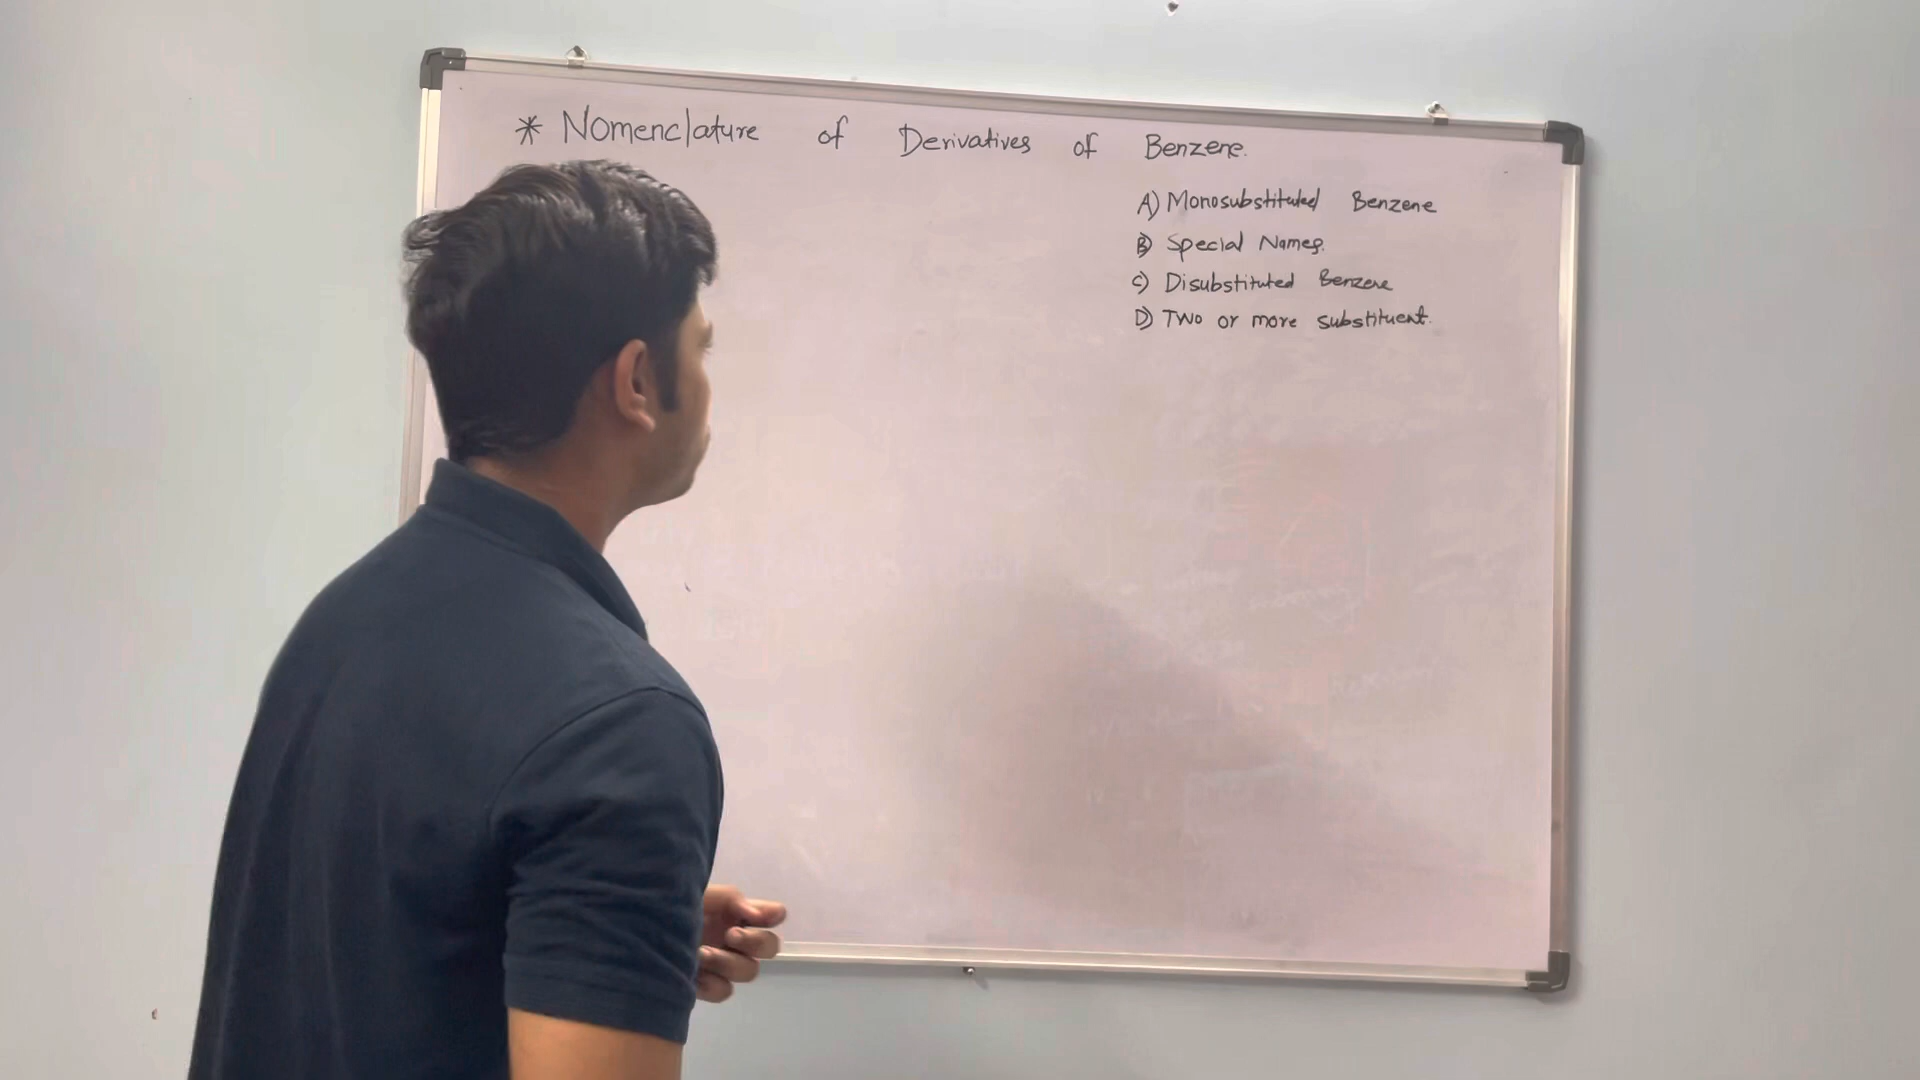 * Nomenclature of Derivatives of Benzene.
A) Monosubstituted Benzene
B) Special Names.
C) Disubstituted Benzene
D) Two or more substituent.